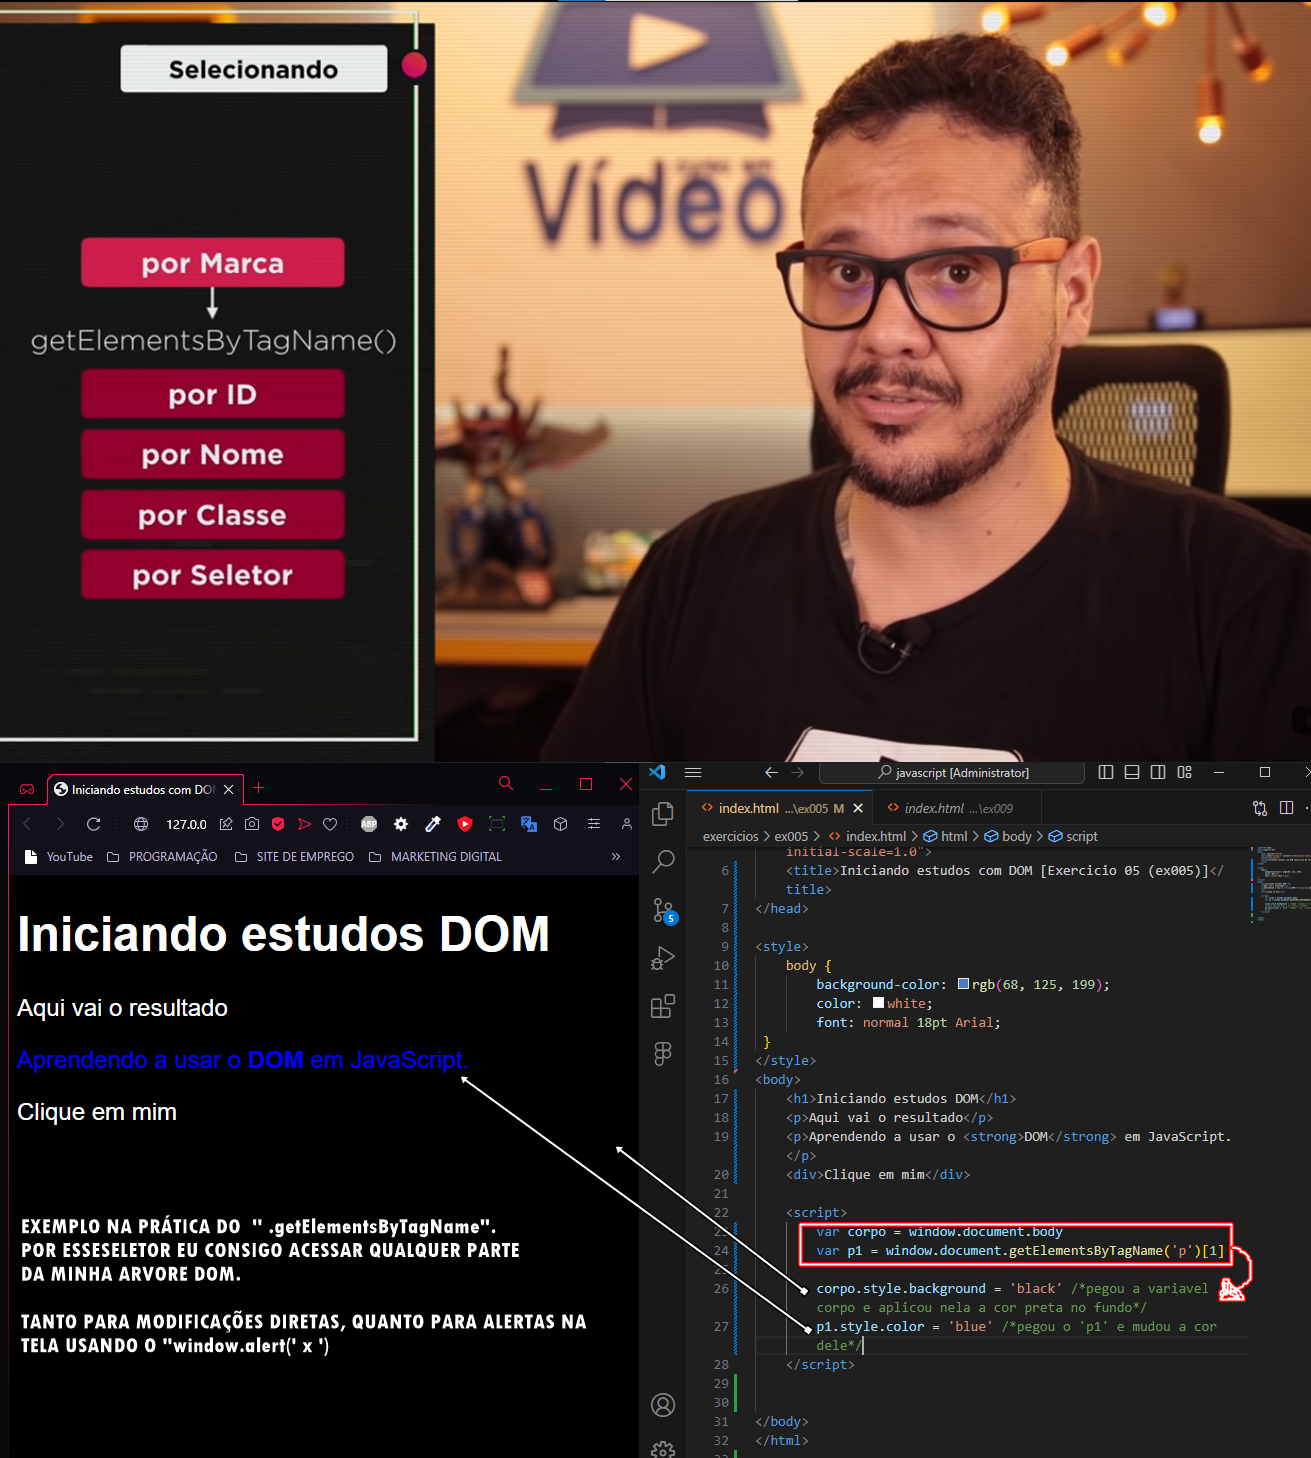 Selecionando
por Marca
getElementsByTagName()
por ID
por Nome
por Classe
por Seletor
Vídeo
Iniciando estudos com DO
127.0.0
ABP
YouTube
PROGRAMAÇÃO
SITE DE EMPREGO
MARKETING DIGITAL
»
Iniciando estudos DOM
Aqui vai o resultado
Aprendendo a usar o DOM em JavaScript.
Clique em mim
EXEMPLO NA PRÁTICA DO " .getElementsByTagName".
POR ESSESELETOR EU CONSIGO ACESSAR QUALQUER PARTE
DA MINHA ARVORE DOM.
TANTO PARA MODIFICAÇÕES DIRETAS, QUANTO PARA ALERTAS NA
TELA USANDO O "window.alert(' x ')
javascript [Administrator]
index.html ...\ex005 M
index.html ...\ex009
exercicios > ex005 > index.html > html > body > script
5
initial-scale=1.0">
6 <title>Iniciando estudos com DOM [Exercicio 05 (ex005)]</
title>
7 </head>
8
9 <style>
10 body {
11 background-color: rgb(68, 125, 199);
12 color: white;
13 font: normal 18pt Arial;
14 }
15 </style>
16 <body>
17 <h1>Iniciando estudos DOM</h1>
18 <p>Aqui vai o resultado</p>
19 <p>Aprendendo a usar o <strong>DOM</strong> em JavaScript.
</p>
20 <div>Clique em mim</div>
21
22 <script>
23 var corpo = window.document.body
24 var p1 = window.document.getElementsByTagName('p')[1]
25
26 corpo.style.background = 'black' /*pegou a variavel
corpo e aplicou nela a cor preta no fundo*/
27 p1.style.color = 'blue' /*pegou o 'p1' e mudou a cor
dele*/
28 </script>
29
30
31 </body>
32 </html>